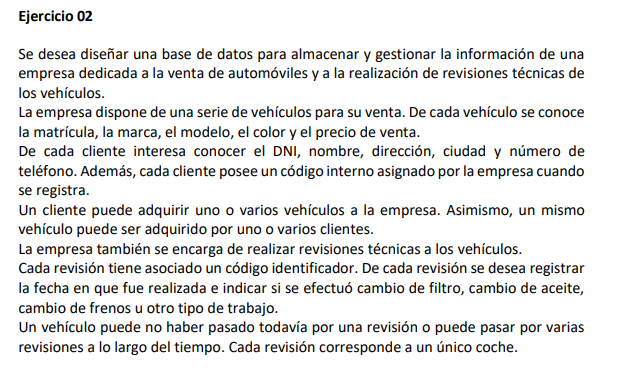 Ejercicio 02
Se desea diseñar una base de datos para almacenar y gestionar la información de una
empresa dedicada a la venta de automóviles y a la realización de revisiones técnicas de
los vehículos.
La empresa dispone de una serie de vehículos para su venta. De cada vehículo se conoce
la matrícula, la marca, el modelo, el color y el precio de venta.
De cada cliente interesa conocer el DNI, nombre, dirección, ciudad y número de
teléfono. Además, cada cliente posee un código interno asignado por la empresa cuando
se registra.
Un cliente puede adquirir uno o varios vehículos a la empresa. Asimismo, un mismo
vehículo puede ser adquirido por uno o varios clientes.
La empresa también se encarga de realizar revisiones técnicas a los vehículos.
Cada revisión tiene asociado un código identificador. De cada revisión se desea registrar
la fecha en que fue realizada e indicar si se efectuó cambio de filtro, cambio de aceite,
cambio de frenos u otro tipo de trabajo.
Un vehículo puede no haber pasado todavía por una revisión o puede pasar por varias
revisiones a lo largo del tiempo. Cada revisión corresponde a un único coche.